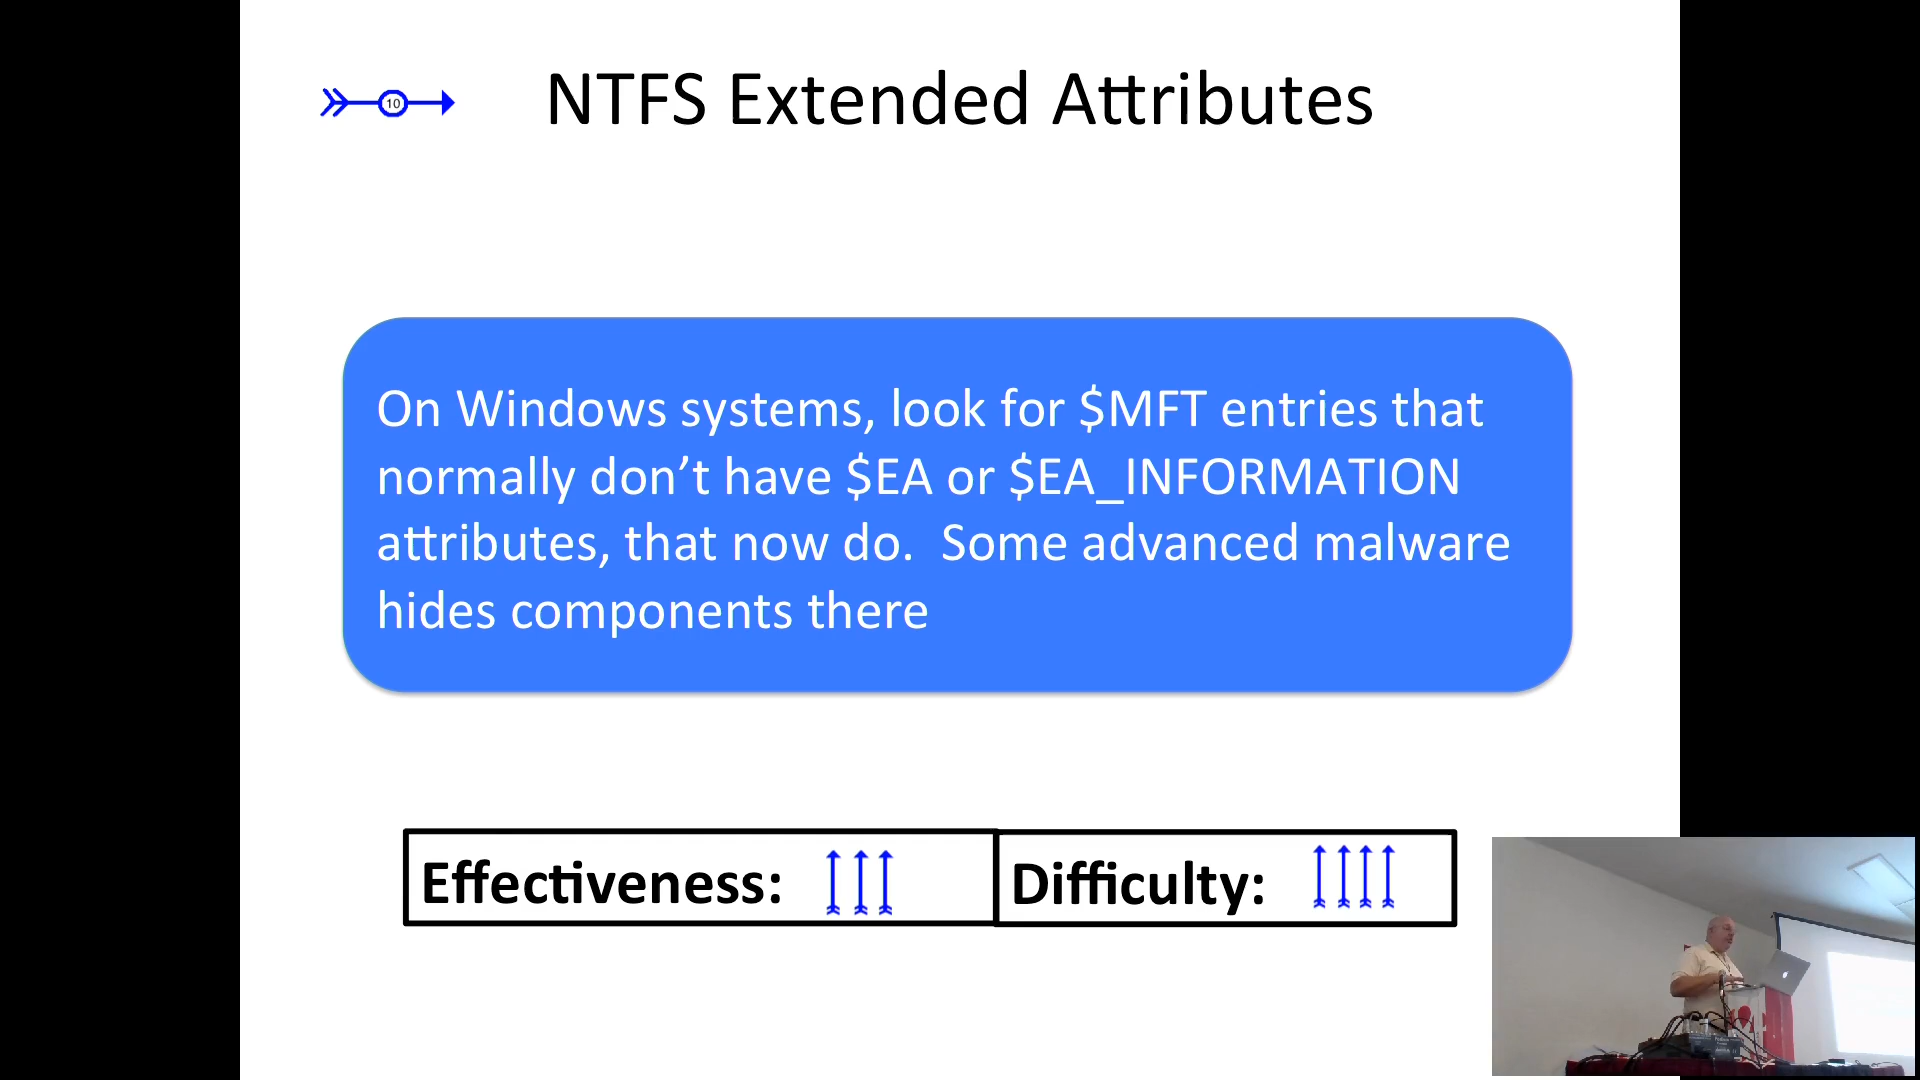 10
NTFS Extended Attributes
On Windows systems, look for $MFT entries that
normally don’t have $EA or $EA_INFORMATION
attributes, that now do.  Some advanced malware
hides components there
Effectiveness:
Difficulty: